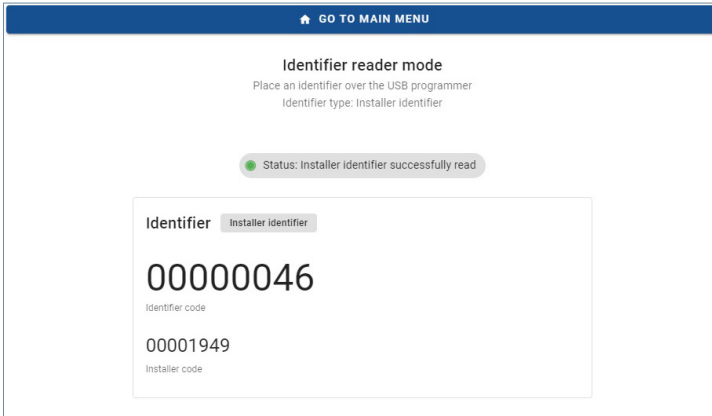 GO TO MAIN MENU
Identifier reader mode
Place an identifier over the USB programmer
Identifier type: Installer identifier
Status: Installer identifier successfully read
Identifier Installer identifier
00000046
Identifier code
00001949
Installer code